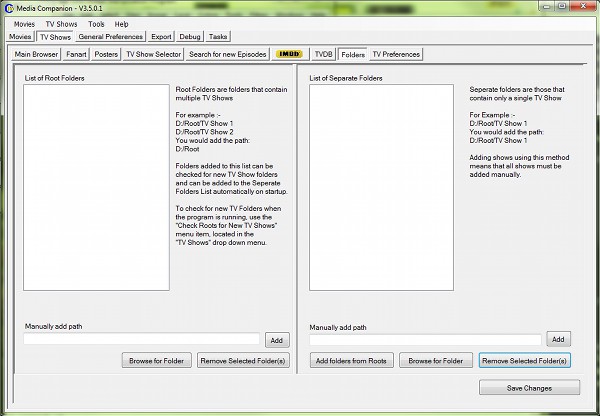 Media Companion - V3.5.0.1
Movies TV Shows Tools Help
Movies TV Shows General Preferences Export Debug Tasks
Main Browser Fanart Posters TV Show Selector Search for new Episodes IMDb TVDB Folders TV Preferences
List of Root Folders
Root Folders are folders that contain
multiple TV Shows
For example :-
D:/Root/TV Show 1
D:/Root/TV Show 2
You would add the path:
D:/Root
Folders added to this list can be
checked for new TV Show folders
and can be added to the Seperate
Folders List automatically on startup.
To check for new TV Folders when
the program is running, use the
"Check Roots for New TV Shows"
menu item, located in the
"TV Shows" drop down menu.
Manually add path
Add
Browse for Folder Remove Selected Folder(s)
List of Separate Folders
Seperate folders are those that
contain only a single TV Show
For Example :-
D:/Root/TV Show 1
You would add the path:
D:/Root/TV Show 1
Adding shows using this method
means that all shows must be
added manually.
Manually add path
Add
Add folders from Roots Browse for Folder Remove Selected Folder(s)
Save Changes